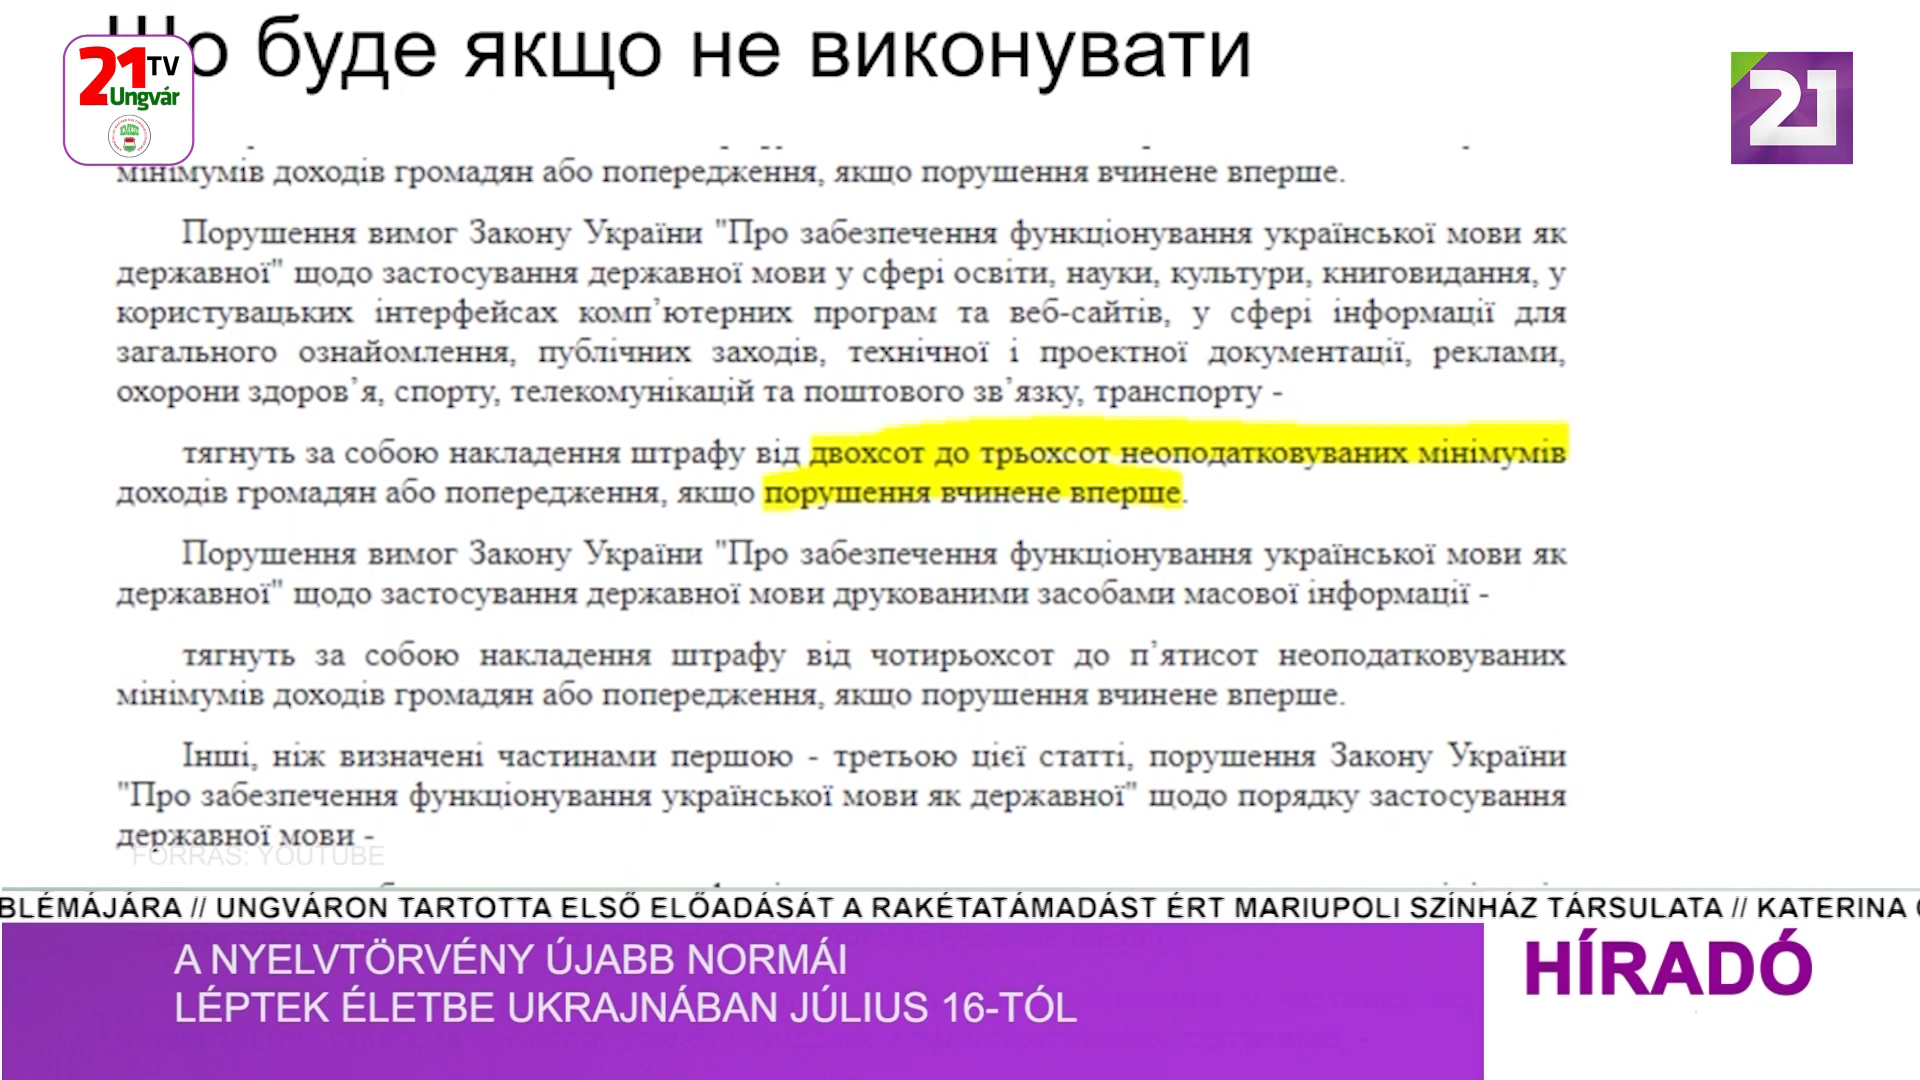 що буде якщо не виконувати
21 TV
Ungvár
21
мінімумів доходів громадян або попередження, якщо порушення вчинене вперше.
Порушення вимог Закону України "Про забезпечення функціонування української мови як
державної" щодо застосування державної мови у сфері освіти, науки, культури, книговидання, у
користувацьких інтерфейсах комп’ютерних програм та веб-сайтів, у сфері інформації для
загального ознайомлення, публічних заходів, технічної і проектної документації, реклами,
охорони здоров’я, спорту, телекомунікацій та поштового зв’язку, транспорту -
тягнуть за собою накладення штрафу від двохсот до трьохсот неоподатковуваних мінімумів
доходів громадян або попередження, якщо порушення вчинене вперше.
Порушення вимог Закону України "Про забезпечення функціонування української мови як
державної" щодо застосування державної мови друкованими засобами масової інформації -
тягнуть за собою накладення штрафу від чотирьохсот до п’ятисот неоподатковуваних
мінімумів доходів громадян або попередження, якщо порушення вчинене вперше.
Інші, ніж визначені частинами першою - третьою цієї статті, порушення Закону України
"Про забезпечення функціонування української мови як державної" щодо порядку застосування
державної мови -
FORRÁS: YOUTUBE
BLÉMÁJÁRA // UNGVÁRON TARTOTTA ELSŐ ELŐADÁSÁT A RAKÉTATÁMADÁST ÉRT MARIUPOLI SZÍNHÁZ TÁRSULATA // KATERINA
A NYELVTÖRVÉNY ÚJABB NORMÁI
LÉPTEK ÉLETBE UKRAJNÁBAN JÚLIUS 16-TÓL
HÍRADÓ